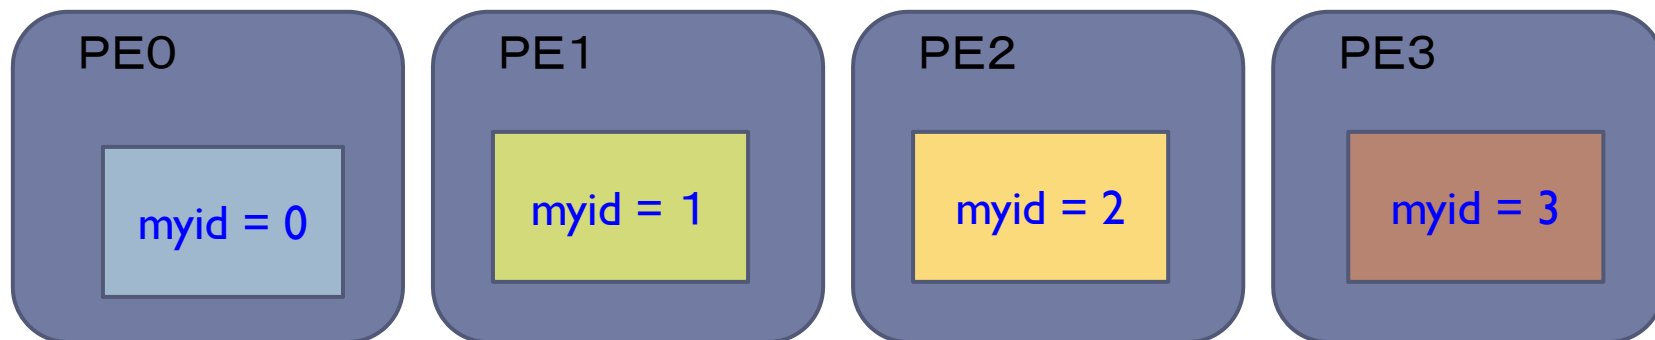 PE0
PE1
PE2
PE3
myid = 0
myid = 1
myid = 2
myid = 3